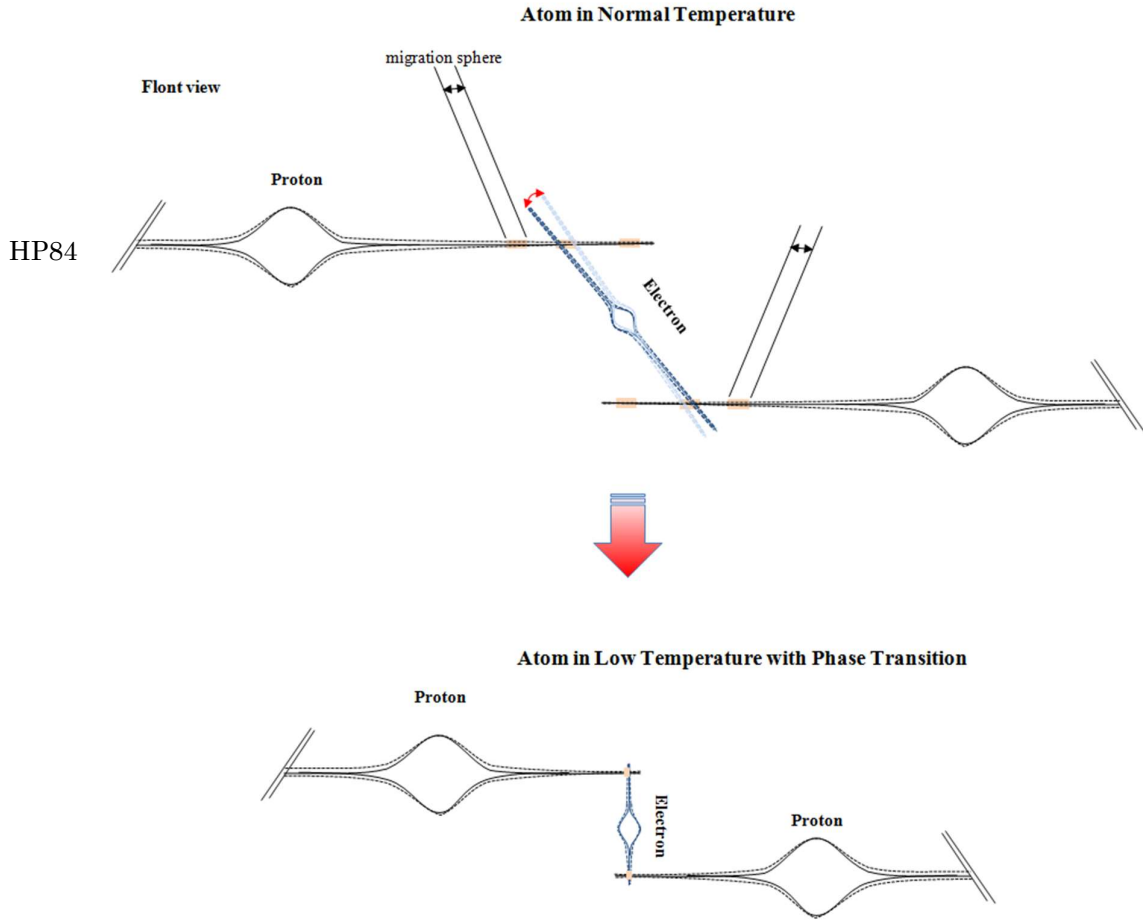 Atom in Normal Temperature
migration sphere
Flont view
Proton
HP84
Electron
Atom in Low Temperature with Phase Transition
Proton
Electron
Proton